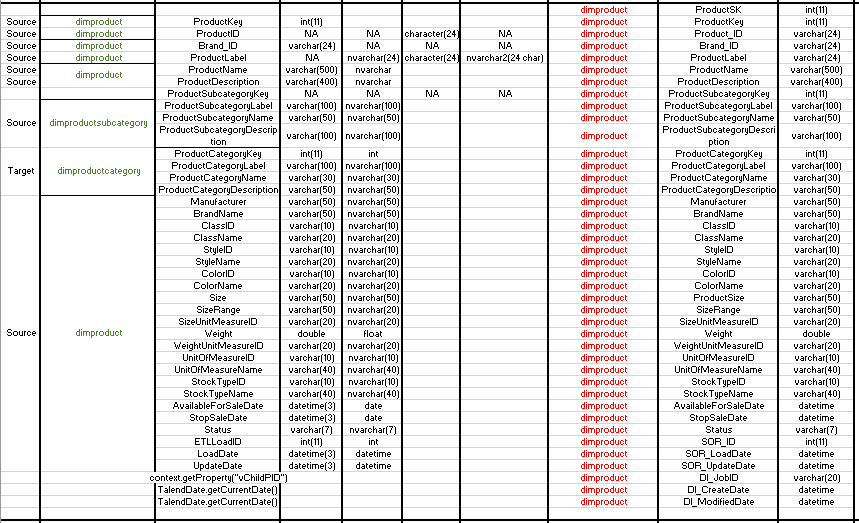 dimproduct ProductSK int(11)
Source dimproduct ProductKey int(11) dimproduct ProductKey int(11)
Source dimproduct ProductID NA NA character(24) NA dimproduct Product_ID varchar(24)
Source dimproduct Brand_ID varchar(24) NA NA NA dimproduct Brand_ID varchar(24)
Source dimproduct ProductLabel NA nvarchar(24) character(24) nvarchar2(24 char) dimproduct ProductLabel varchar(24)
Source dimproduct ProductName varchar(500) nvarchar dimproduct ProductName varchar(500)
Source ProductDescription varchar(400) nvarchar dimproduct ProductDescription varchar(400)
ProductSubcategoryKey NA NA NA NA dimproduct ProductSubcategoryKey int(11)
ProductSubcategoryLabel varchar(100) nvarchar(100) dimproduct ProductSubcategoryLabel varchar(100)
Source dimproductsubcategory ProductSubcategoryName varchar(50) nvarchar(50) dimproduct ProductSubcategoryName varchar(50)
ProductSubcategoryDescrip
tion varchar(100) nvarchar(100) dimproduct ProductSubcategoryDescri
ption varchar(100)
ProductCategoryKey int(11) int dimproduct ProductCategoryKey int(11)
Target dimproductcategory ProductCategoryLabel varchar(100) nvarchar(100) dimproduct ProductCategoryLabel varchar(100)
ProductCategoryName varchar(30) nvarchar(30) dimproduct ProductCategoryName varchar(30)
ProductCategoryDescription varchar(50) nvarchar(50) dimproduct ProductCategoryDescriptio varchar(50)
Manufacturer varchar(50) nvarchar(50) dimproduct Manufacturer varchar(50)
BrandName varchar(50) nvarchar(50) dimproduct BrandName varchar(50)
ClassID varchar(10) nvarchar(10) dimproduct ClassID varchar(10)
ClassName varchar(20) nvarchar(20) dimproduct ClassName varchar(20)
StyleID varchar(10) nvarchar(10) dimproduct StyleID varchar(10)
StyleName varchar(20) nvarchar(20) dimproduct StyleName varchar(20)
ColorID varchar(10) nvarchar(10) dimproduct ColorID varchar(10)
ColorName varchar(20) nvarchar(20) dimproduct ColorName varchar(20)
Size varchar(50) nvarchar(50) dimproduct ProductSize varchar(50)
SizeRange varchar(50) nvarchar(50) dimproduct SizeRange varchar(50)
SizeUnitMeasureID varchar(20) nvarchar(20) dimproduct SizeUnitMeasureID varchar(20)
Source dimproduct Weight double float dimproduct Weight double
WeightUnitMeasureID varchar(20) nvarchar(20) dimproduct WeightUnitMeasureID varchar(20)
UnitOfMeasureID varchar(10) nvarchar(10) dimproduct UnitOfMeasureID varchar(10)
UnitOfMeasureName varchar(40) nvarchar(40) dimproduct UnitOfMeasureName varchar(40)
StockTypeID varchar(10) nvarchar(10) dimproduct StockTypeID varchar(10)
StockTypeName varchar(40) nvarchar(40) dimproduct StockTypeName varchar(40)
AvailableForSaleDate datetime(3) date dimproduct AvailableForSaleDate datetime
StopSaleDate datetime(3) date dimproduct StopSaleDate datetime
Status varchar(7) nvarchar(7) dimproduct Status varchar(7)
ETLLoadID int(11) int dimproduct SOR_ID int(11)
LoadDate datetime(3) datetime dimproduct SOR_LoadDate datetime
UpdateDate datetime(3) datetime dimproduct SOR_UpdateDate datetime
context.getProperty("vChildPID") dimproduct DI_JobID varchar(20)
TalendDate.getCurrentDate() dimproduct DI_CreateDate datetime
TalendDate.getCurrentDate() dimproduct DI_ModifiedDate datetime